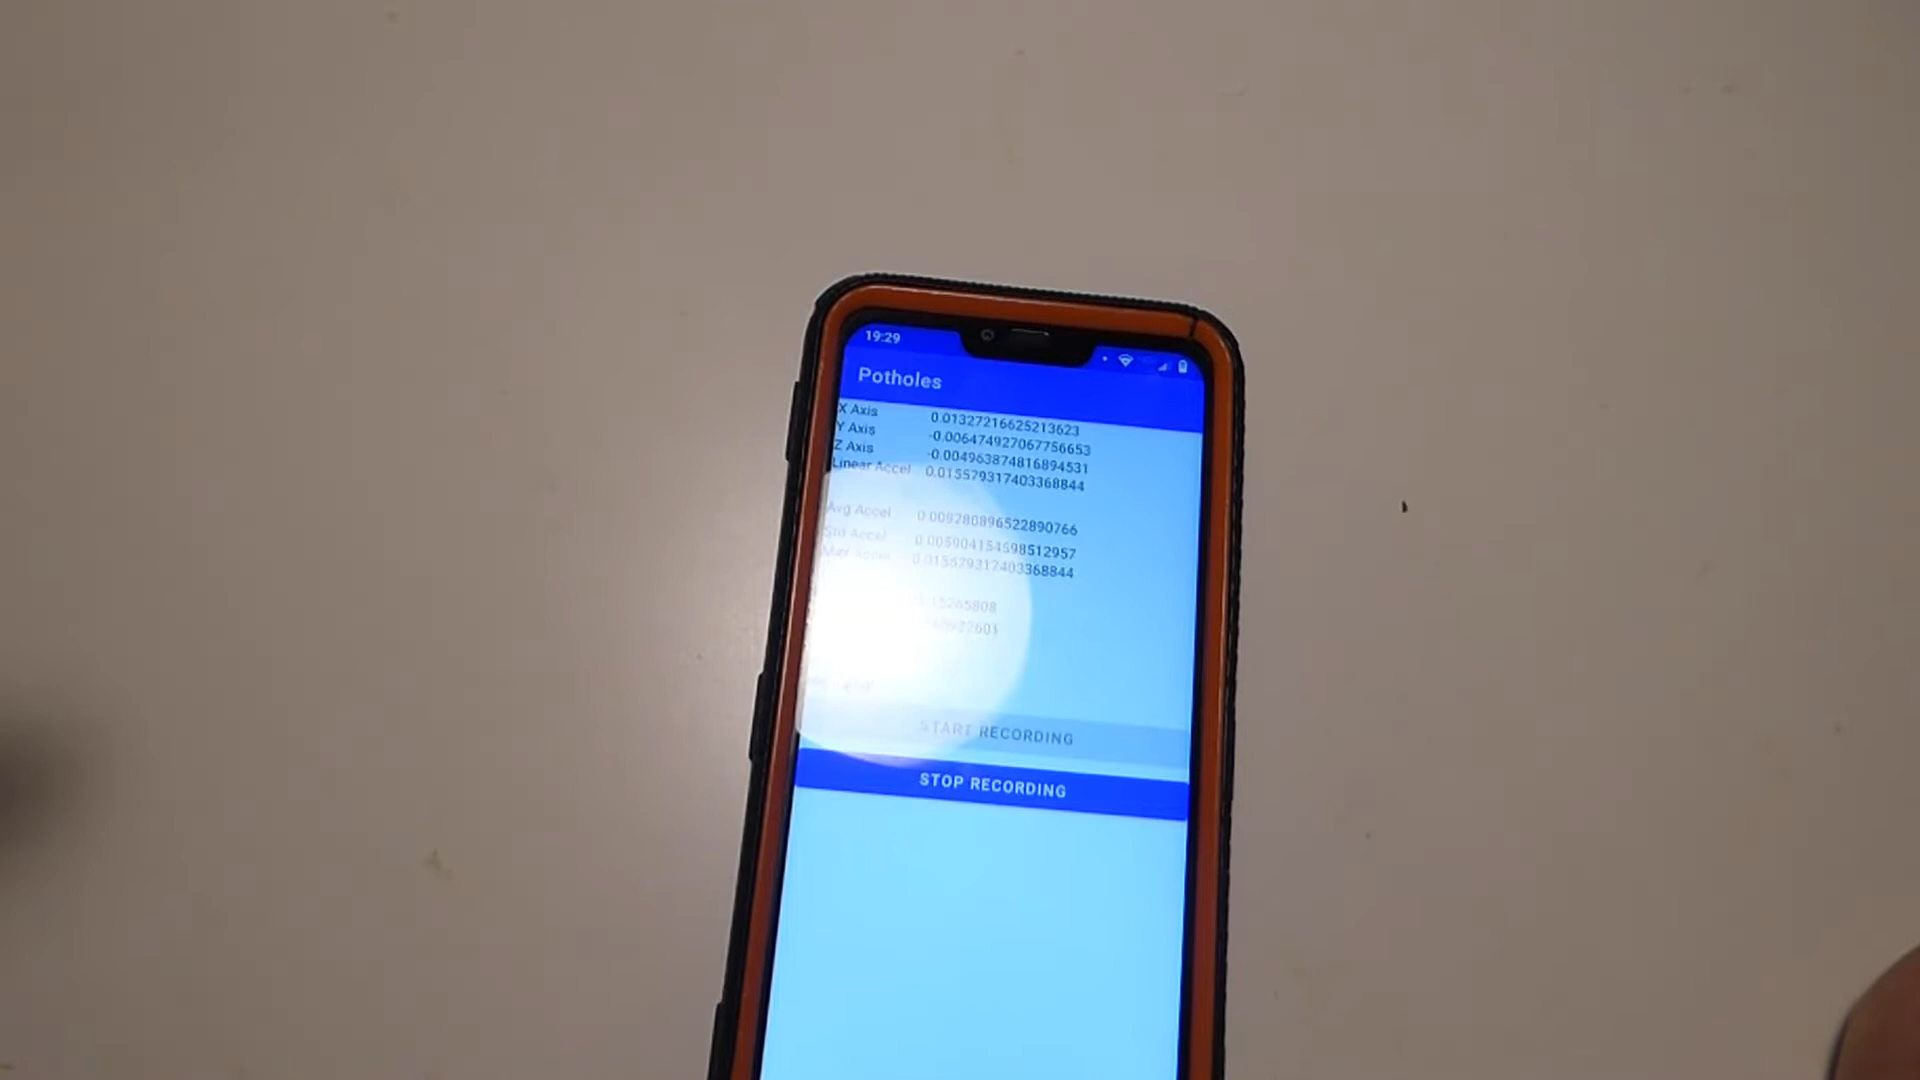 19:29
Potholes
X Axis 0.01327216625213623
Y Axis -0.006474927067756653
Z Axis -0.004963874816894531
Linear Accel 0.015579317403368844
Avg Accel 0.009780896522890766
Std Accel 0.005904154598512957
Accel 0.015579317403368844
START RECORDING
STOP RECORDING